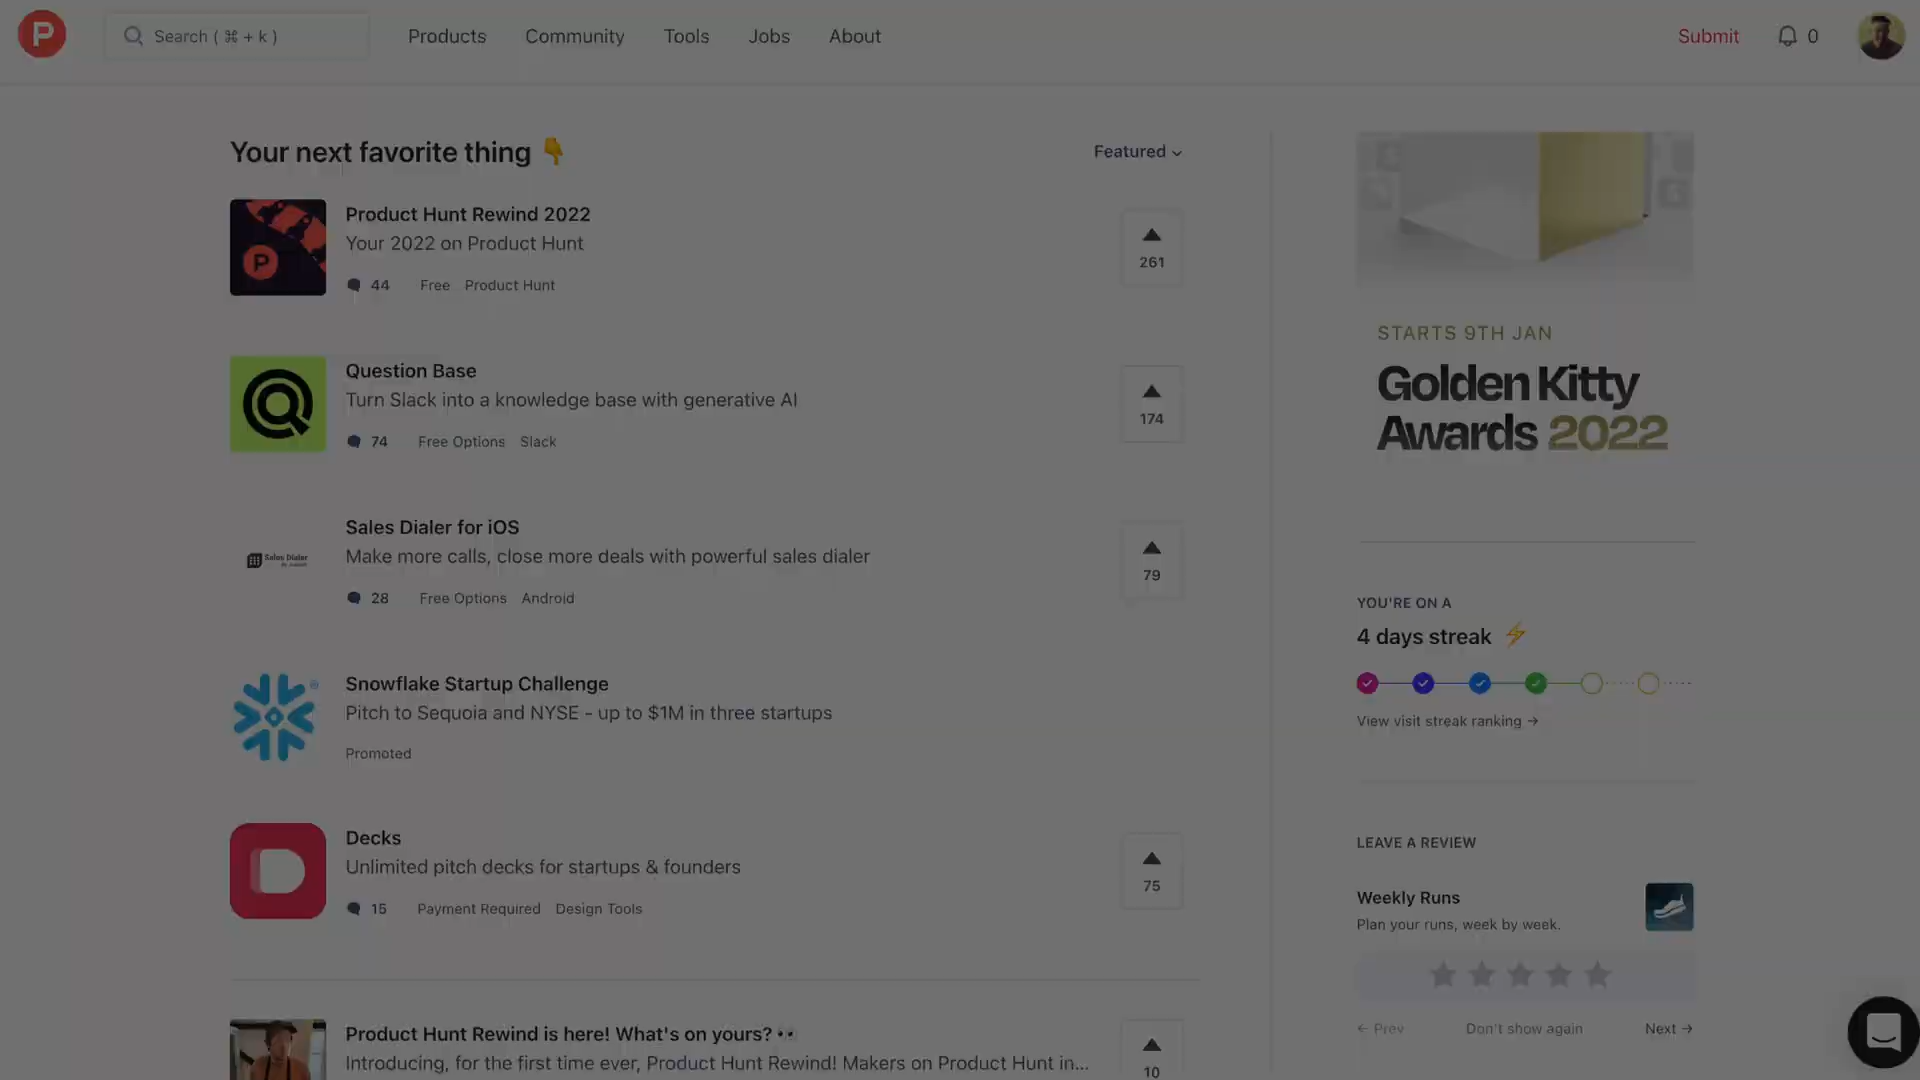 P
Search ( ⌘ + k )
Products
Community
Tools
Jobs
About
Submit
0
Your next favorite thing 👇
Featured
P
Product Hunt Rewind 2022
Your 2022 on Product Hunt
44 Free Product Hunt
261
Question Base
Turn Slack into a knowledge base with generative AI
74 Free Options Slack
174
Sales Dialer
Sales Dialer for iOS
Make more calls, close more deals with powerful sales dialer
28 Free Options Android
79
Snowflake Startup Challenge
Pitch to Sequoia and NYSE - up to $1M in three startups
Promoted
Decks
Unlimited pitch decks for startups & founders
15 Payment Required Design Tools
75
Product Hunt Rewind is here! What's on yours? 👀
Introducing, for the first time ever, Product Hunt Rewind! Makers on Product Hunt in...
10
STARTS 9TH JAN
Golden Kitty
Awards 2022
YOU'RE ON A
4 days streak ⚡
View visit streak ranking →
LEAVE A REVIEW
Weekly Runs
Plan your runs, week by week.
← Prev
Don't show again
Next →